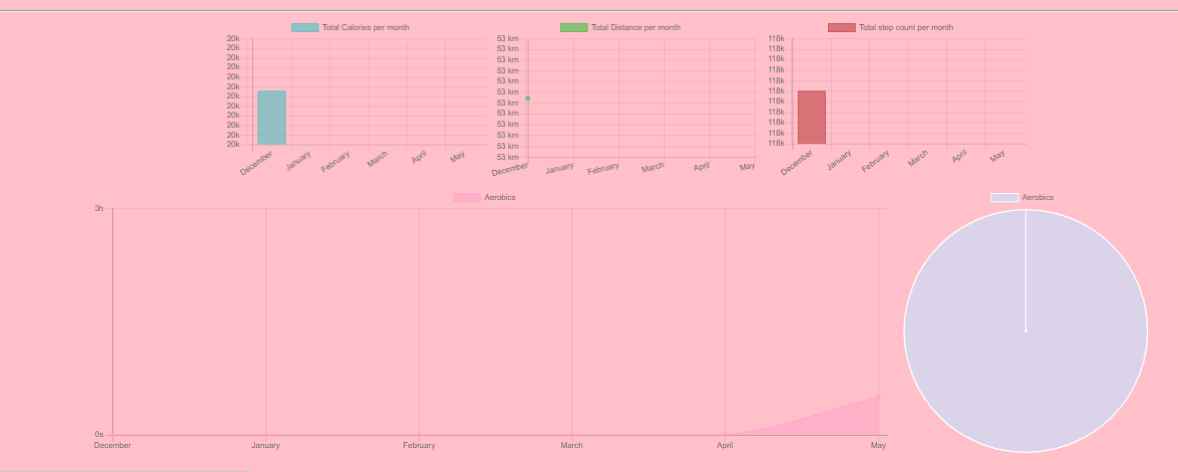 Total Calories per month
20k
20k
20k
20k
20k
20k
20k
20k
20k
20k
20k
20k
December January February March April May
Total Distance per month
53 km
53 km
53 km
53 km
53 km
53 km
53 km
53 km
53 km
53 km
53 km
53 km
December January February March April May
Total step count per month
118k
118k
118k
118k
118k
118k
118k
118k
118k
118k
118k
December January February March April May
Aerobics
3h
0s
December January February March April May
Aerobics